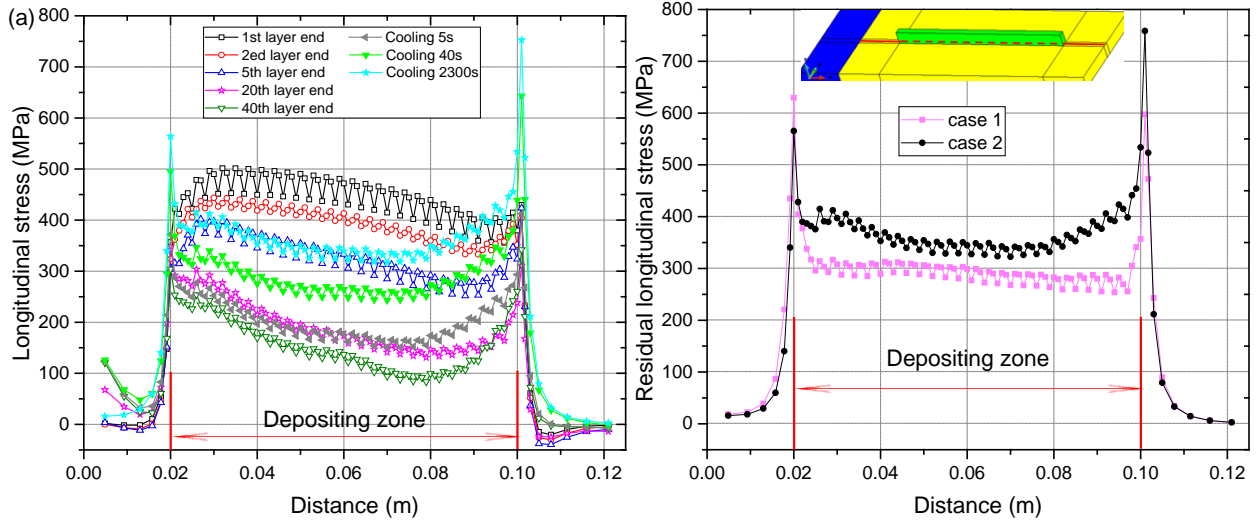 (a)
800
700
600
500
400
300
200
100
0
Longitudinal stress (MPa)
1st layer end
2ed layer end
5th layer end
20th layer end
40th layer end
Cooling 5s
Cooling 40s
Cooling 2300s
Depositing zone
0.00 0.02 0.04 0.06 0.08 0.10 0.12
Distance (m)
800
700
600
500
400
300
200
100
0
Residual longitudinal stress (MPa)
case 1
case 2
Depositing zone
0.00 0.02 0.04 0.06 0.08 0.10 0.12
Distance (m)